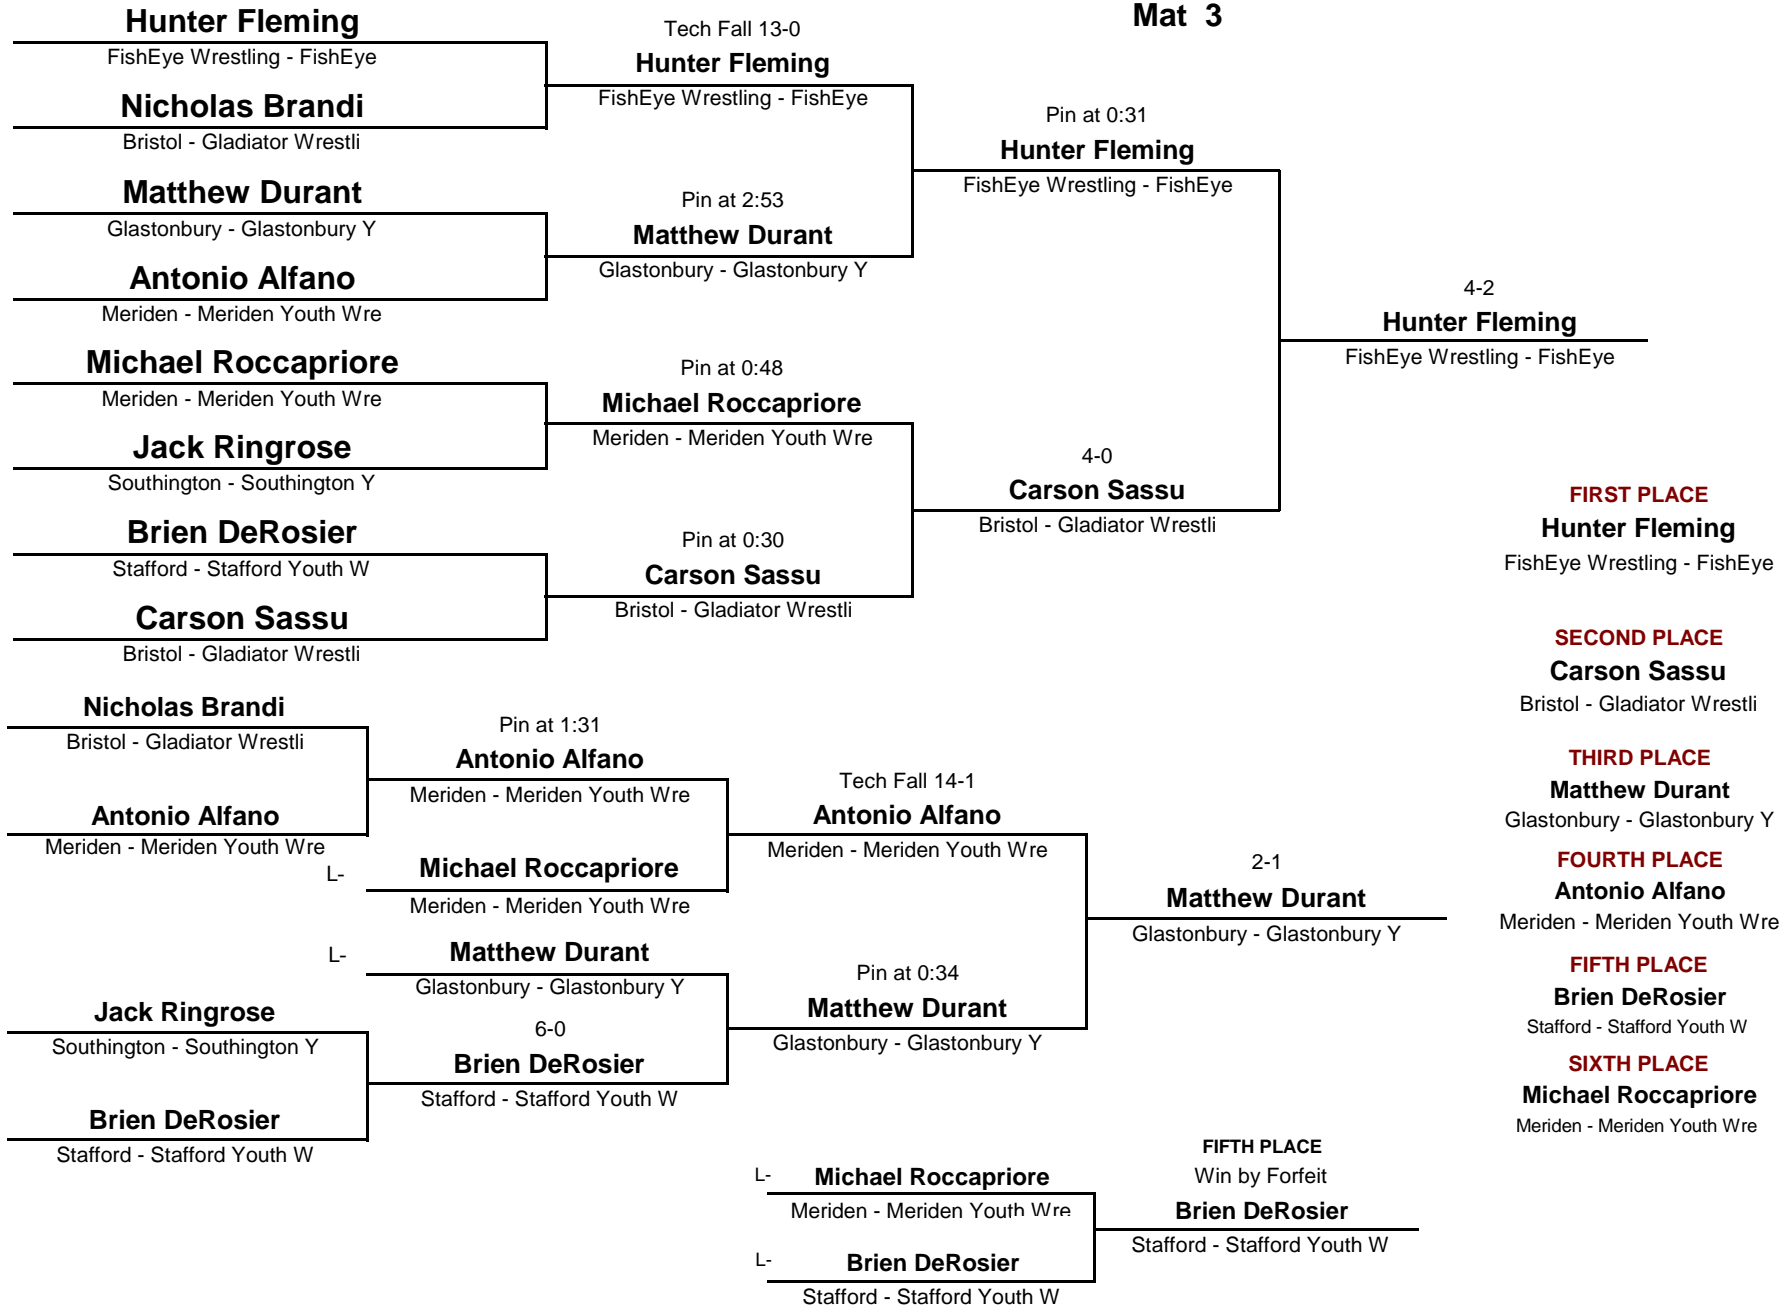 Mat 3
Hunter Fleming
FishEye Wrestling - FishEye
Nicholas Brandi
Bristol - Gladiator Wrestli
Matthew Durant
Glastonbury - Glastonbury Y
Antonio Alfano
Meriden - Meriden Youth Wre
Michael Roccapriore
Meriden - Meriden Youth Wre
Jack Ringrose
Southington - Southington Y
Brien DeRosier
Stafford - Stafford Youth W
Carson Sassu
Bristol - Gladiator Wrestli
Tech Fall 13-0
Hunter Fleming
FishEye Wrestling - FishEye
Pin at 2:53
Matthew Durant
Glastonbury - Glastonbury Y
Pin at 0:48
Michael Roccapriore
Meriden - Meriden Youth Wre
Pin at 0:30
Carson Sassu
Bristol - Gladiator Wrestli
Pin at 0:31
Hunter Fleming
FishEye Wrestling - FishEye
4-0
Carson Sassu
Bristol - Gladiator Wrestli
4-2
Hunter Fleming
FishEye Wrestling - FishEye
Nicholas Brandi
Bristol - Gladiator Wrestli
Antonio Alfano
Meriden - Meriden Youth Wre
Jack Ringrose
Southington - Southington Y
Brien DeRosier
Stafford - Stafford Youth W
Pin at 1:31
Antonio Alfano
Meriden - Meriden Youth Wre
L-
Michael Roccapriore
Meriden - Meriden Youth Wre
L-
Matthew Durant
Glastonbury - Glastonbury Y
6-0
Brien DeRosier
Stafford - Stafford Youth W
Tech Fall 14-1
Antonio Alfano
Meriden - Meriden Youth Wre
Pin at 0:34
Matthew Durant
Glastonbury - Glastonbury Y
2-1
Matthew Durant
Glastonbury - Glastonbury Y
L-
Michael Roccapriore
Meriden - Meriden Youth Wre
L-
Brien DeRosier
Stafford - Stafford Youth W
FIFTH PLACE
Win by Forfeit
Brien DeRosier
Stafford - Stafford Youth W
FIRST PLACE
Hunter Fleming
FishEye Wrestling - FishEye
SECOND PLACE
Carson Sassu
Bristol - Gladiator Wrestli
THIRD PLACE
Matthew Durant
Glastonbury - Glastonbury Y
FOURTH PLACE
Antonio Alfano
Meriden - Meriden Youth Wre
FIFTH PLACE
Brien DeRosier
Stafford - Stafford Youth W
SIXTH PLACE
Michael Roccapriore
Meriden - Meriden Youth Wre